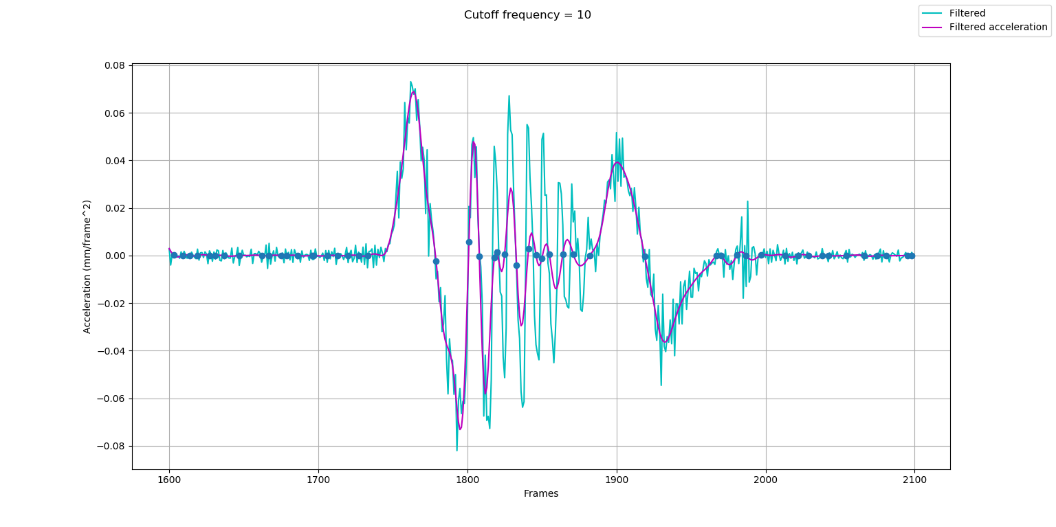 Cutoff frequency = 10
Filtered
Filtered acceleration
0.08
0.06
0.04
0.02
0.00
−0.02
−0.04
−0.06
−0.08
Acceleration (mm/frame^2)
1600 1700 1800 1900 2000 2100
Frames